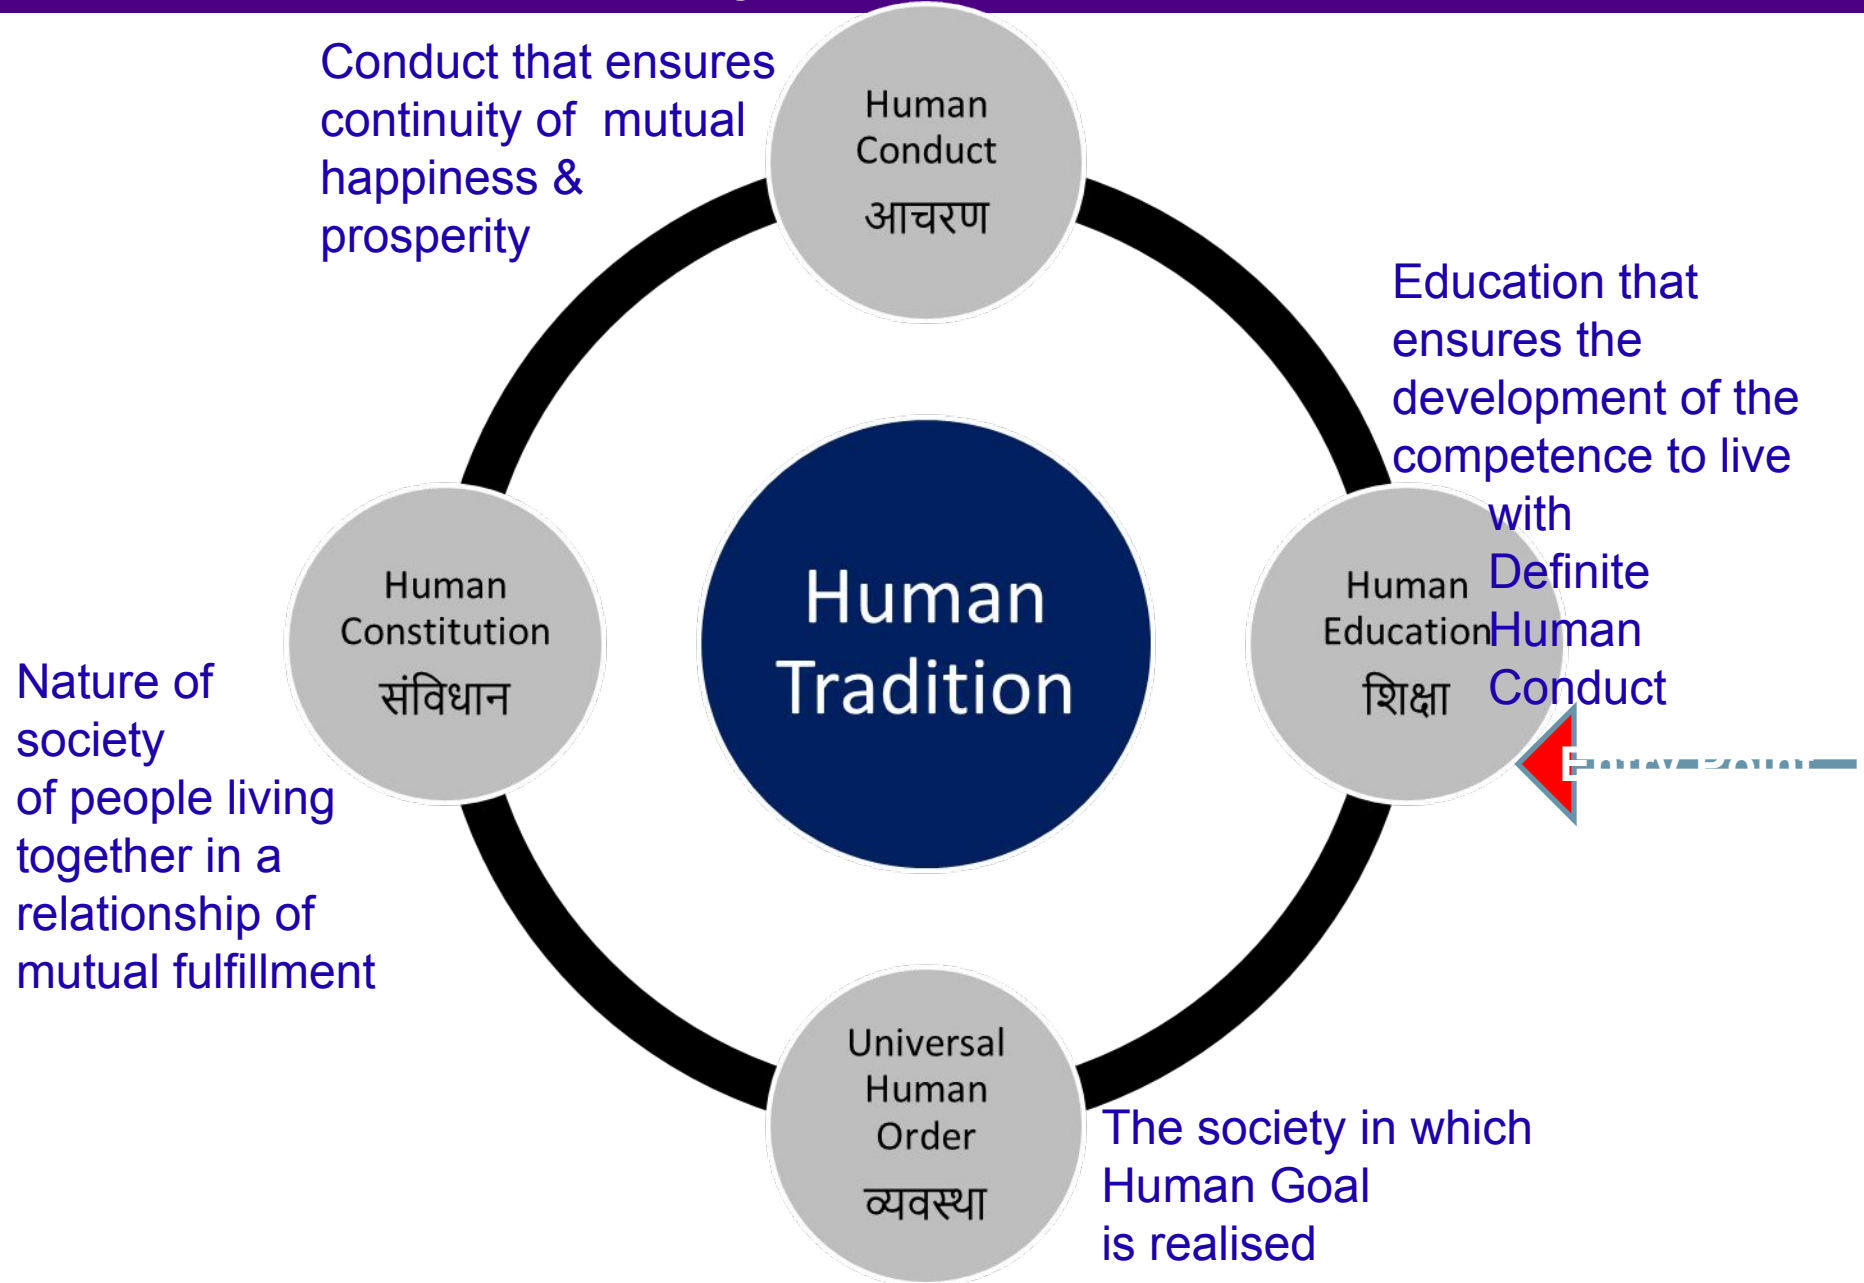 Conduct that ensures
continuity of mutual
happiness &
prosperity
Human
Conduct
आचरण
Education that
ensures the
development of the
competence to live
with
Definite
Human
Conduct
Human
Education
शिक्षा
Entry Point
Human
Tradition
Human
Constitution
संविधान
Nature of
society
of people living
together in a
relationship of
mutual fulfillment
Universal
Human
Order
व्यवस्था
The society in which
Human Goal
is realised